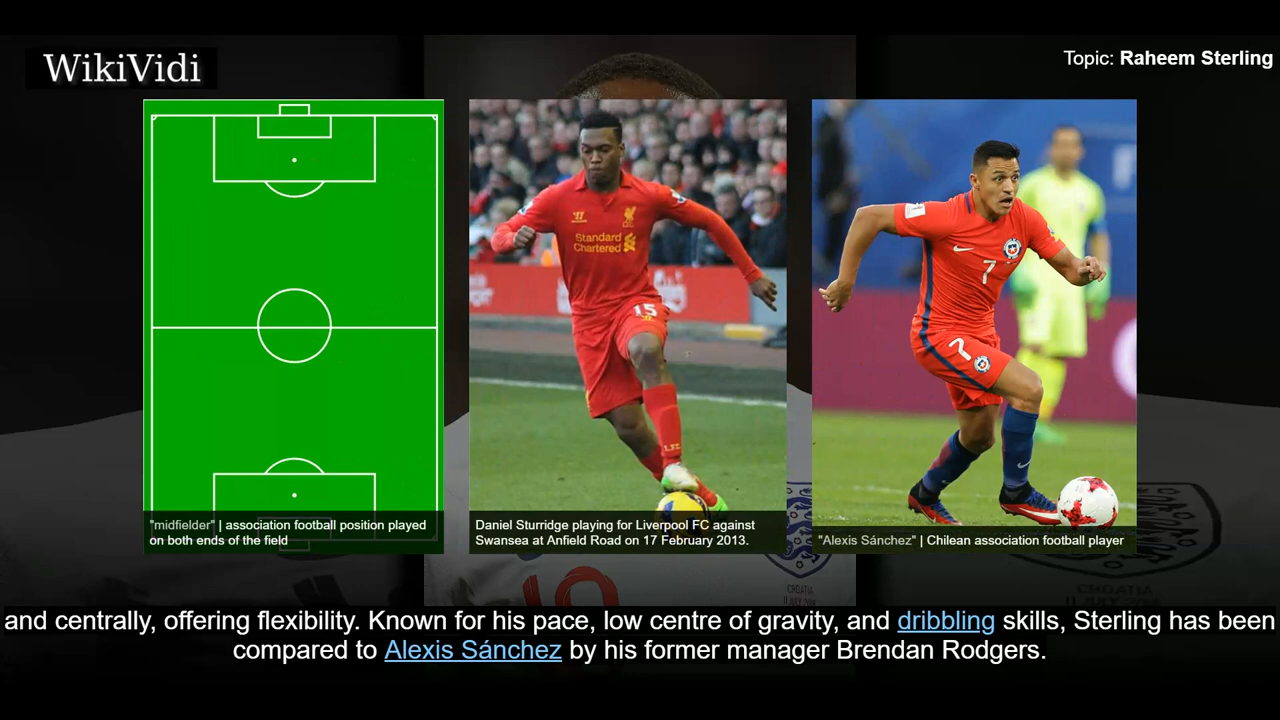 WikiVidi
Topic: Raheem Sterling
Standard
Chartered
15
7
7
"midfielder" | association football position played
on both ends of the field
Daniel Sturridge playing for Liverpool FC against
Swansea at Anfield Road on 17 February 2013.
"Alexis Sánchez" | Chilean association football player
CROATIA
and centrally, offering flexibility. Known for his pace, low centre of gravity, and dribbling skills, Sterling has been
compared to Alexis Sánchez by his former manager Brendan Rodgers.